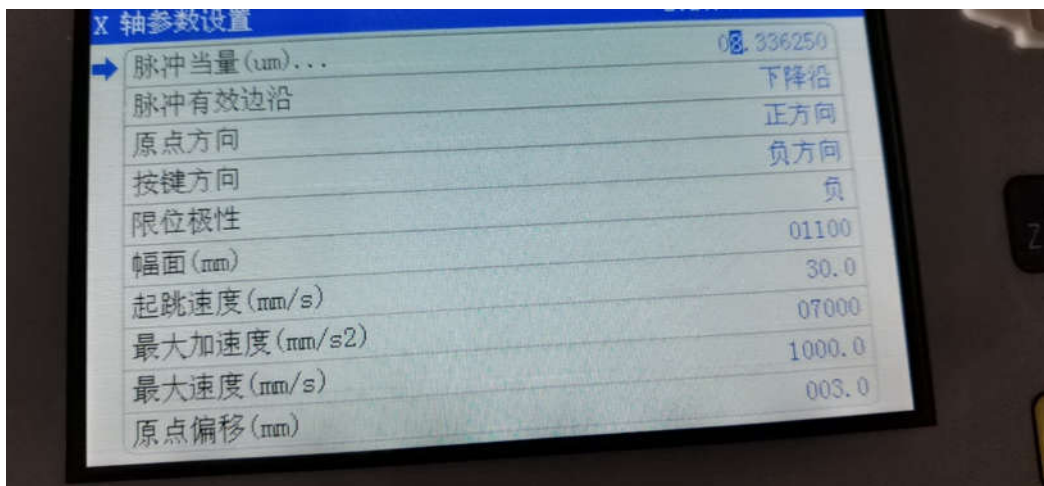 X 轴参数设置
脉冲当量(um)... 08.336250
脉冲有效边沿 下降沿
原点方向 正方向
按键方向 负方向
限位极性 负
幅面(mm) 01100
起跳速度(mm/s) 30.0
最大加速度(mm/s2) 07000
最大速度(mm/s) 1000.0
原点偏移(mm) 003.0
Z